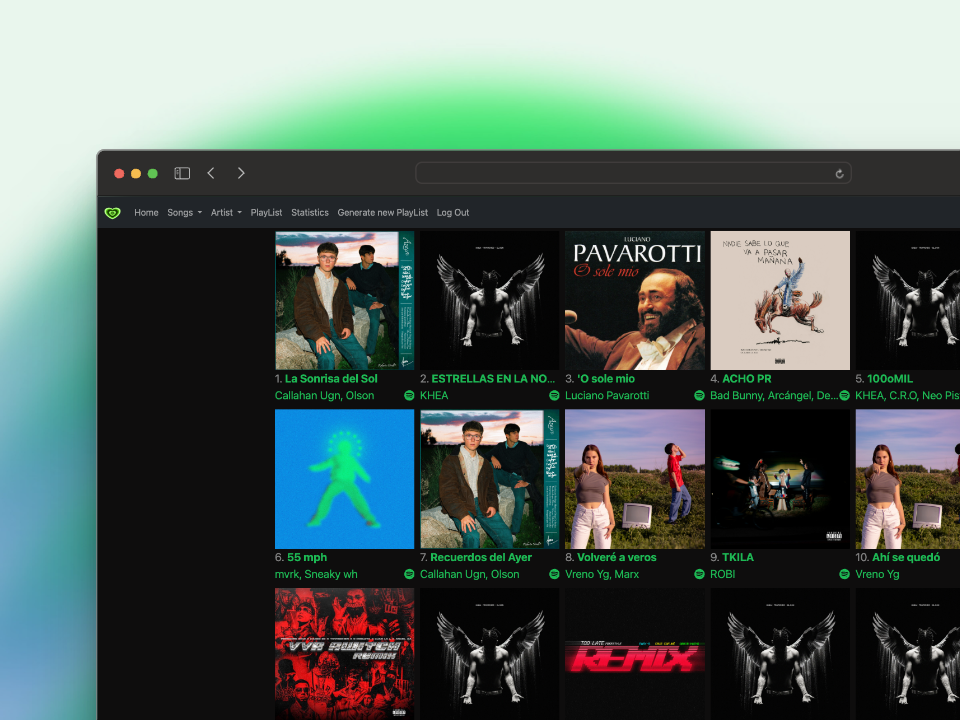 Home Songs Artist PlayList Statistics Generate new PlayList Log Out
LUCIANO
PAVAROTTI
O sole mio
NADIE SABE LO QUE
VA A PASAR
MAÑANA
1. La Sonrisa del Sol
Callahan Ugn, Olson
2. ESTRELLAS EN LA NO...
KHEA
3. 'O sole mio
Luciano Pavarotti
4. ACHO PR
Bad Bunny, Arcángel, De...
5. 100oMIL
KHEA, C.R.O, Neo Pis
6. 55 mph
mvrk, Sneaky wh
7. Recuerdos del Ayer
Callahan Ugn, Olson
8. Volveré a veros
Vreno Yg, Marx
9. TKILA
ROBI
10. Ahí se quedó
Vreno Yg
VVS SWITCH
REMIX
TOO LATE
REMIX